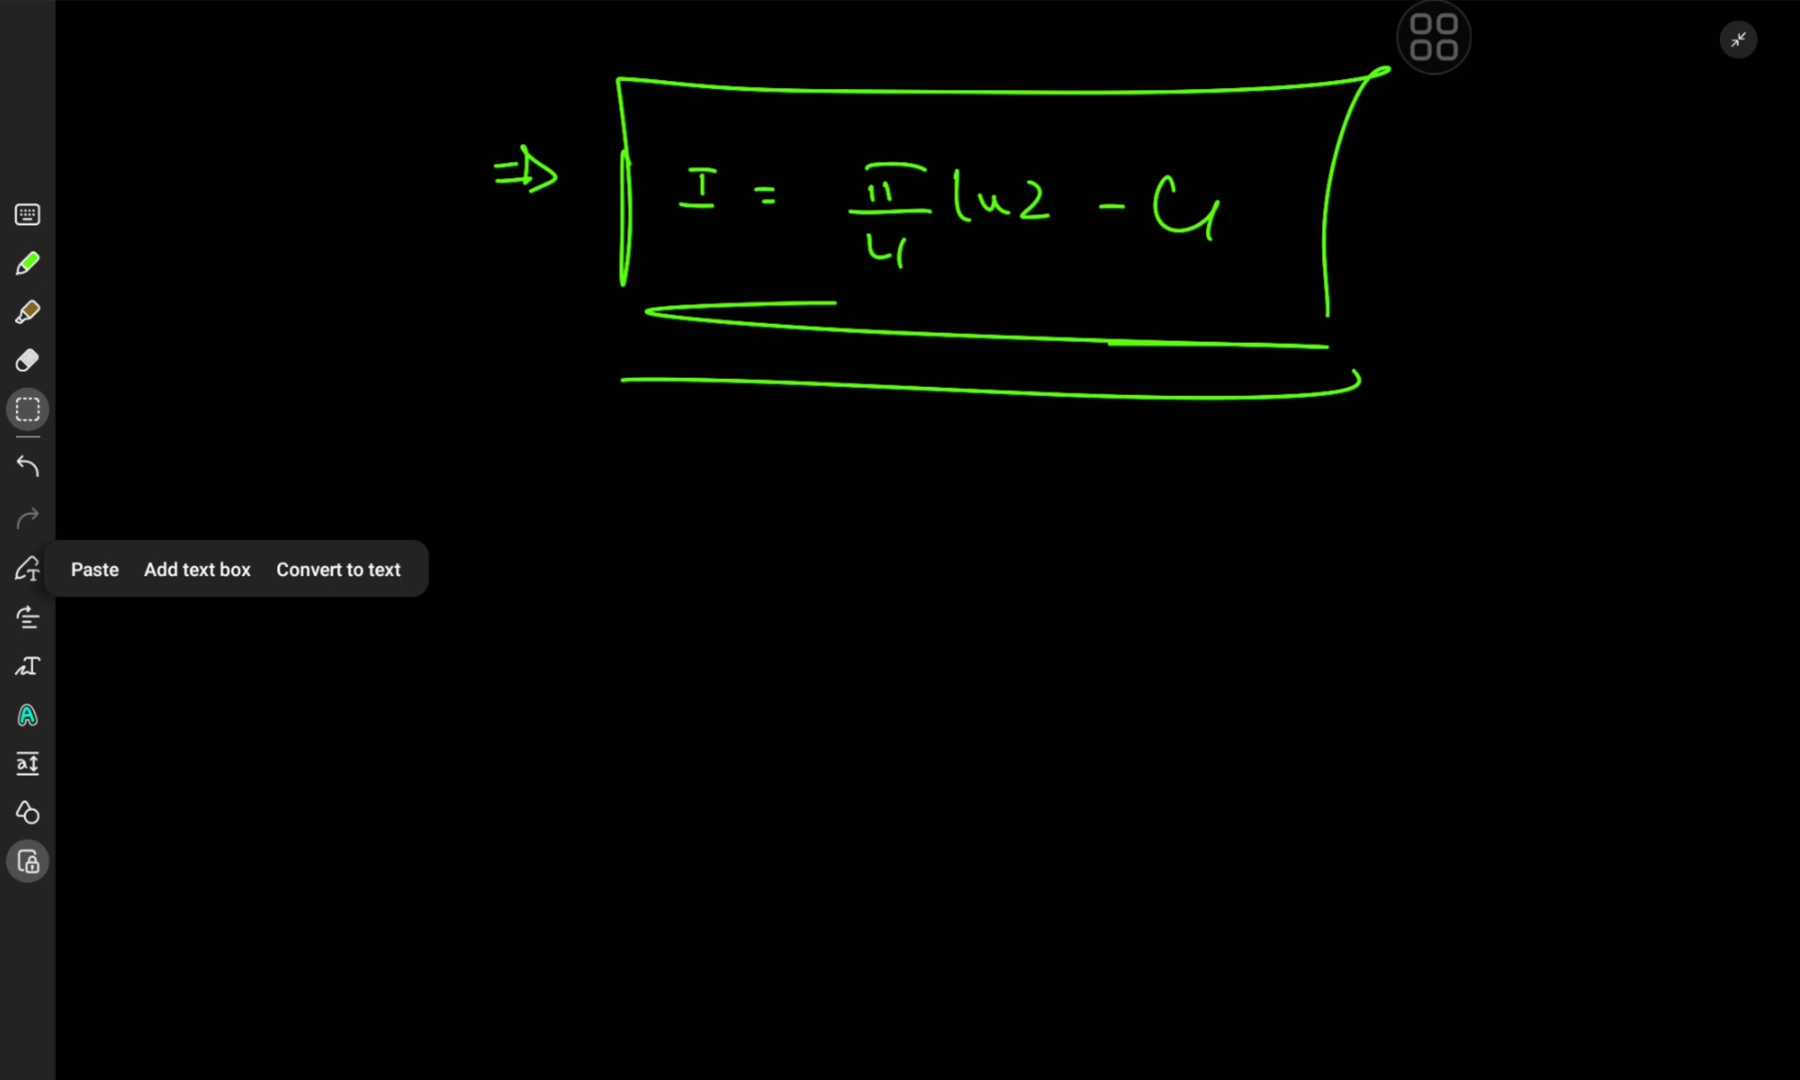 ⇒ I = π/4 ln2 - G
Paste Add text box Convert to text